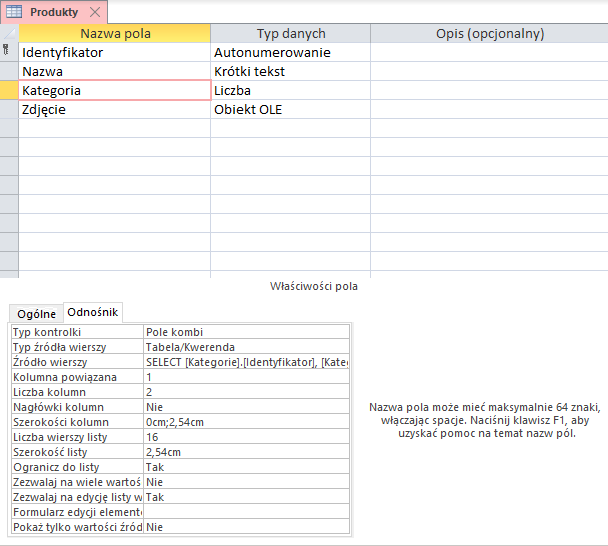 Produkty
Nazwa pola Typ danych Opis (opcjonalny)
Identyfikator Autonumerowanie
Nazwa Krótki tekst
Kategoria Liczba
Zdjęcie Obiekt OLE
Właściwości pola
Ogólne Odnośnik
Typ kontrolki Pole kombi
Typ źródła wierszy Tabela/Kwerenda
Źródło wierszy SELECT [Kategorie].[Identyfikator], [Kate
Kolumna powiązana 1
Liczba kolumn 2
Nagłówki kolumn Nie
Szerokości kolumn 0cm;2,54cm
Liczba wierszy listy 16
Szerokość listy 2,54cm
Ogranicz do listy Tak
Zezwalaj na wiele wartoś Nie
Zezwalaj na edycję listy w Tak
Formularz edycji element
Pokaż tylko wartości źród Nie
Nazwa pola może mieć maksymalnie 64 znaki,
włączając spacje. Naciśnij klawisz F1, aby
uzyskać pomoc na temat nazw pól.